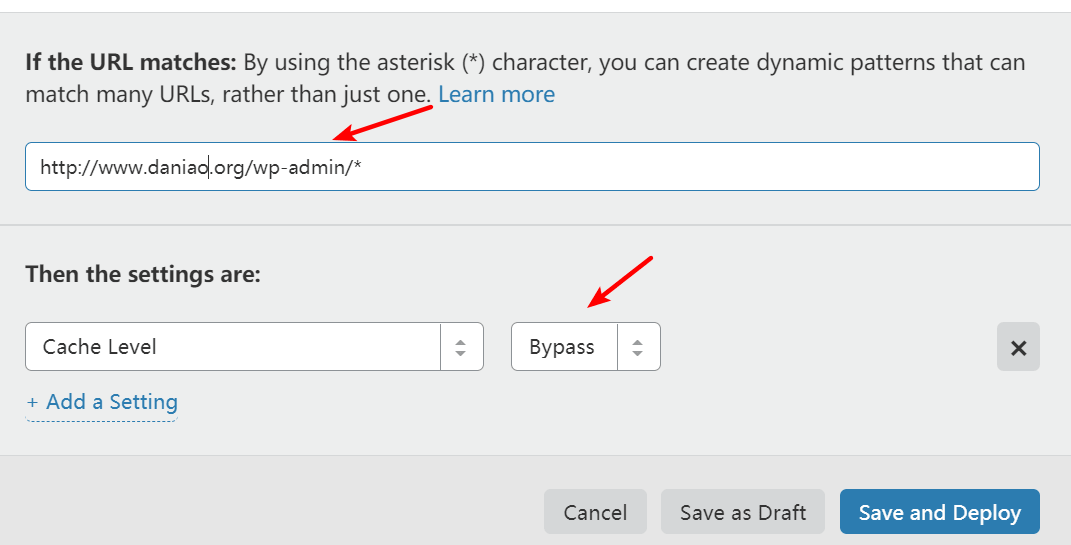 If the URL matches: By using the asterisk (*) character, you can create dynamic patterns that can
match many URLs, rather than just one. Learn more
http://www.daniao.org/wp-admin/*
Then the settings are:
Cache Level Bypass ×
+ Add a Setting
Cancel Save as Draft Save and Deploy